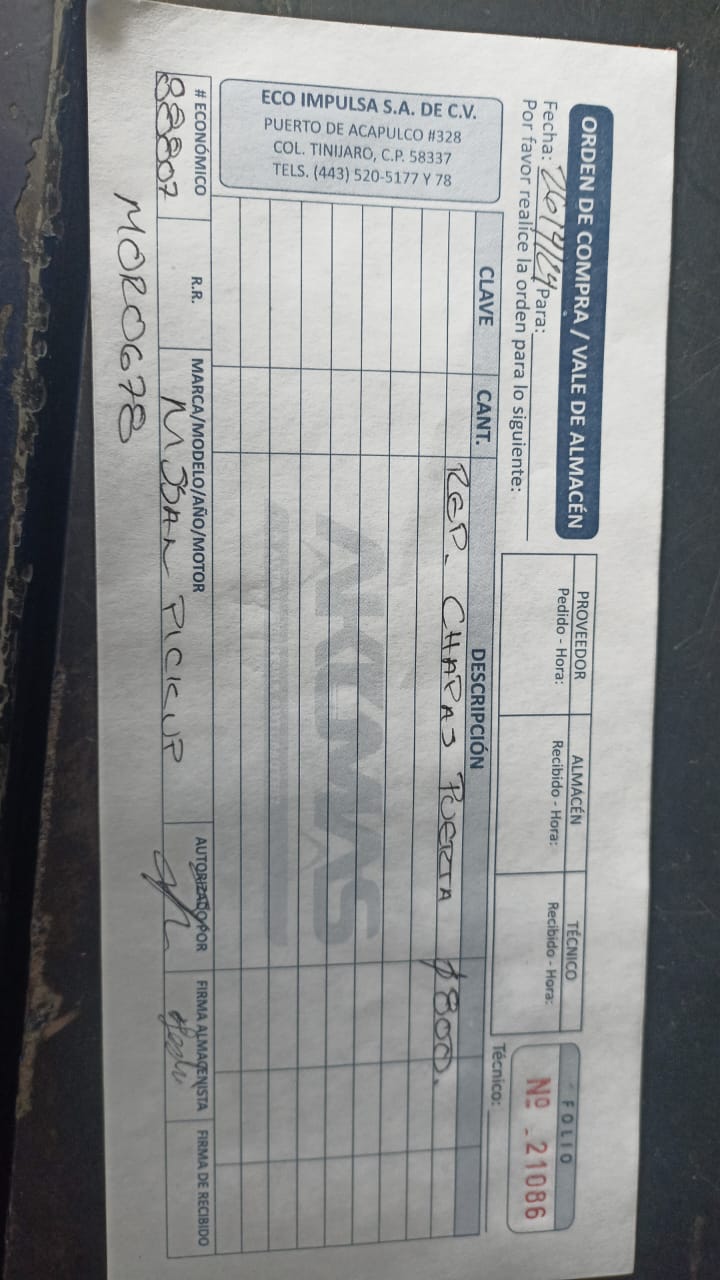 ORDEN DE COMPRA / VALE DE ALMACÉN
Fecha: 26/4/24 Para:
Por favor realice la orden para lo siguiente:
PROVEEDOR
Pedido - Hora:
ALMACÉN
Recibido - Hora:
TÉCNICO
Recibido - Hora:
FOLIO
Nº 21086
Técnico:
ECO IMPULSA S.A. DE C.V.
PUERTO DE ACAPULCO #328
COL. TINIJARO, C.P. 58337
TELS. (443) 520-5177 Y 78
CLAVE CANT. DESCRIPCIÓN
REP. CHAPAS PUERTA $800.
AKUMAS
# ECONÓMICO R.R. MARCA/MODELO/AÑO/MOTOR AUTORIZADO POR FIRMA ALMACENISTA FIRMA DE RECIBIDO
88807 NISSAN PICKUP
MOR0678